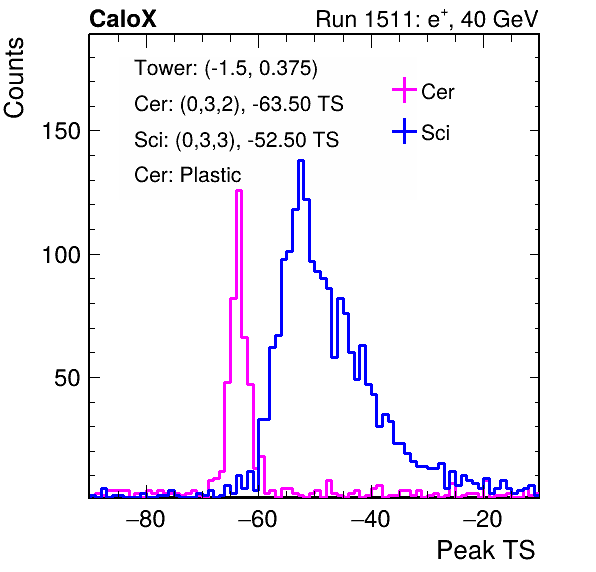 CaloX Run 1511: e⁺, 40 GeV
Counts
Tower: (-1.5, 0.375)
Cer: (0,3,2), -63.50 TS
Sci: (0,3,3), -52.50 TS
Cer: Plastic
Cer
Sci
150
100
50
−80 −60 −40 −20
Peak TS